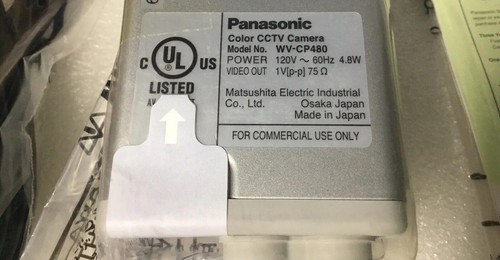 Panasonic
Color CCTV Camera
Model No. WV-CP480
POWER 120V ~ 60Hz 4.8W
VIDEO OUT 1V[p-p] 75 Ω
C UL US
LISTED
Matsushita Electric Industrial
Co., Ltd. Osaka Japan
Made in Japan
FOR COMMERCIAL USE ONLY